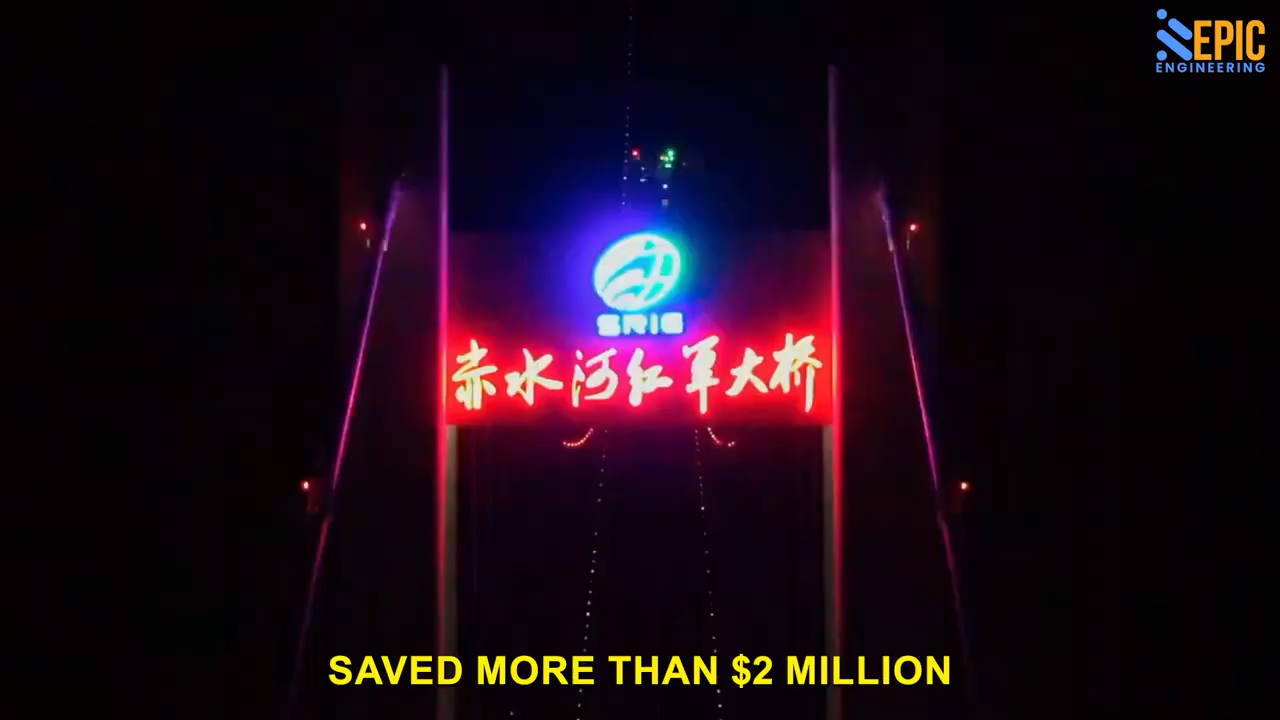 EPIC
ENGINEERING
SRIG
赤水河红军大桥
SAVED MORE THAN $2 MILLION